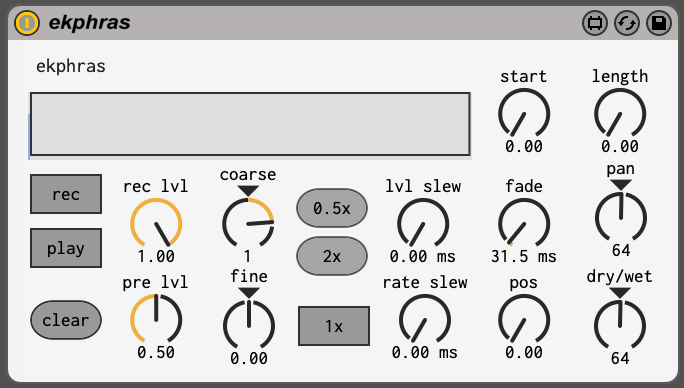 ekphras
ekphras
start
length
0.00
0.00
rec
rec lvl
coarse
0.5x
lvl slew
fade
pan
1.00
1
0.00 ms
31.5 ms
64
play
2x
pre lvl
fine
rate slew
pos
dry/wet
clear
1x
0.50
0.00
0.00 ms
0.00
64